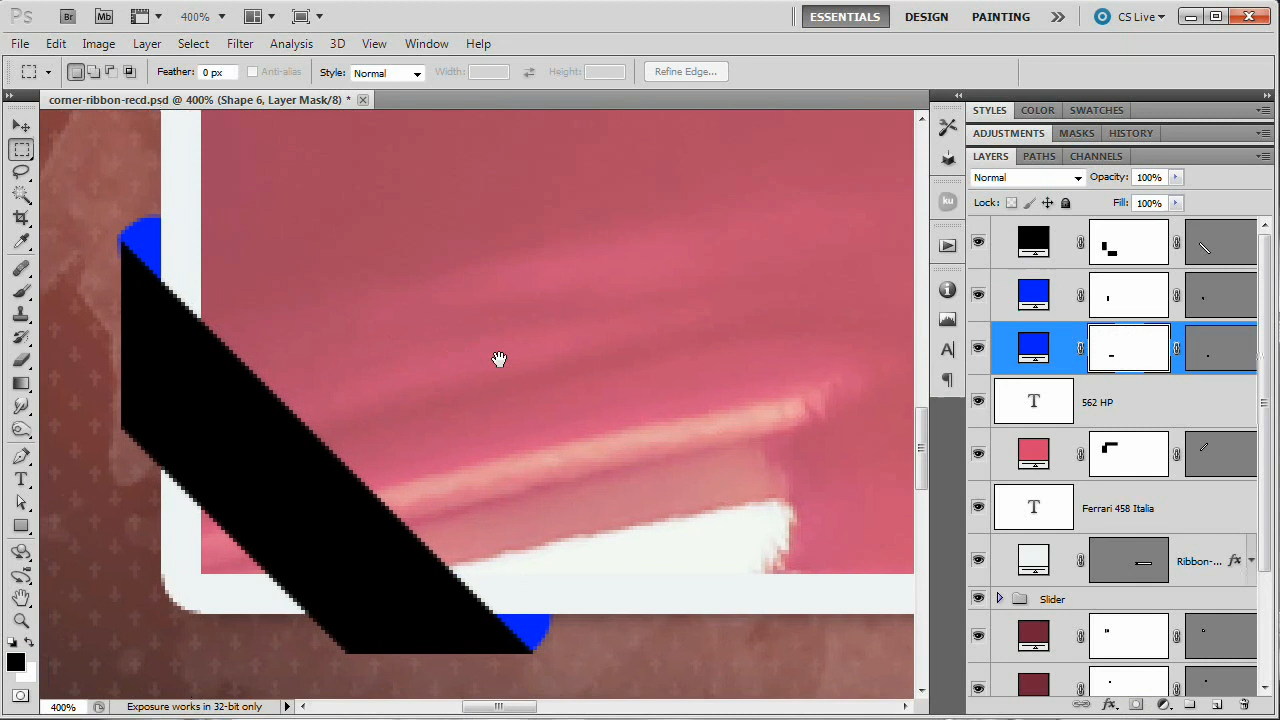 Ps Br Mb 400% ESSENTIALS DESIGN PAINTING CS Live
File Edit Image Layer Select Filter Analysis 3D View Window Help
Feather: 0 px Anti-alias Style: Normal Width: Height: Refine Edge...
corner-ribbon-recd.psd @ 400% (Shape 6, Layer Mask/8) *
STYLES COLOR SWATCHES
ADJUSTMENTS MASKS HISTORY
LAYERS PATHS CHANNELS
Normal Opacity: 100%
Lock: Fill: 100%
ku
T 562 HP
T Ferrari 458 Italia
Ribbon-... fx
Slider
400% Exposure works in 32-bit only